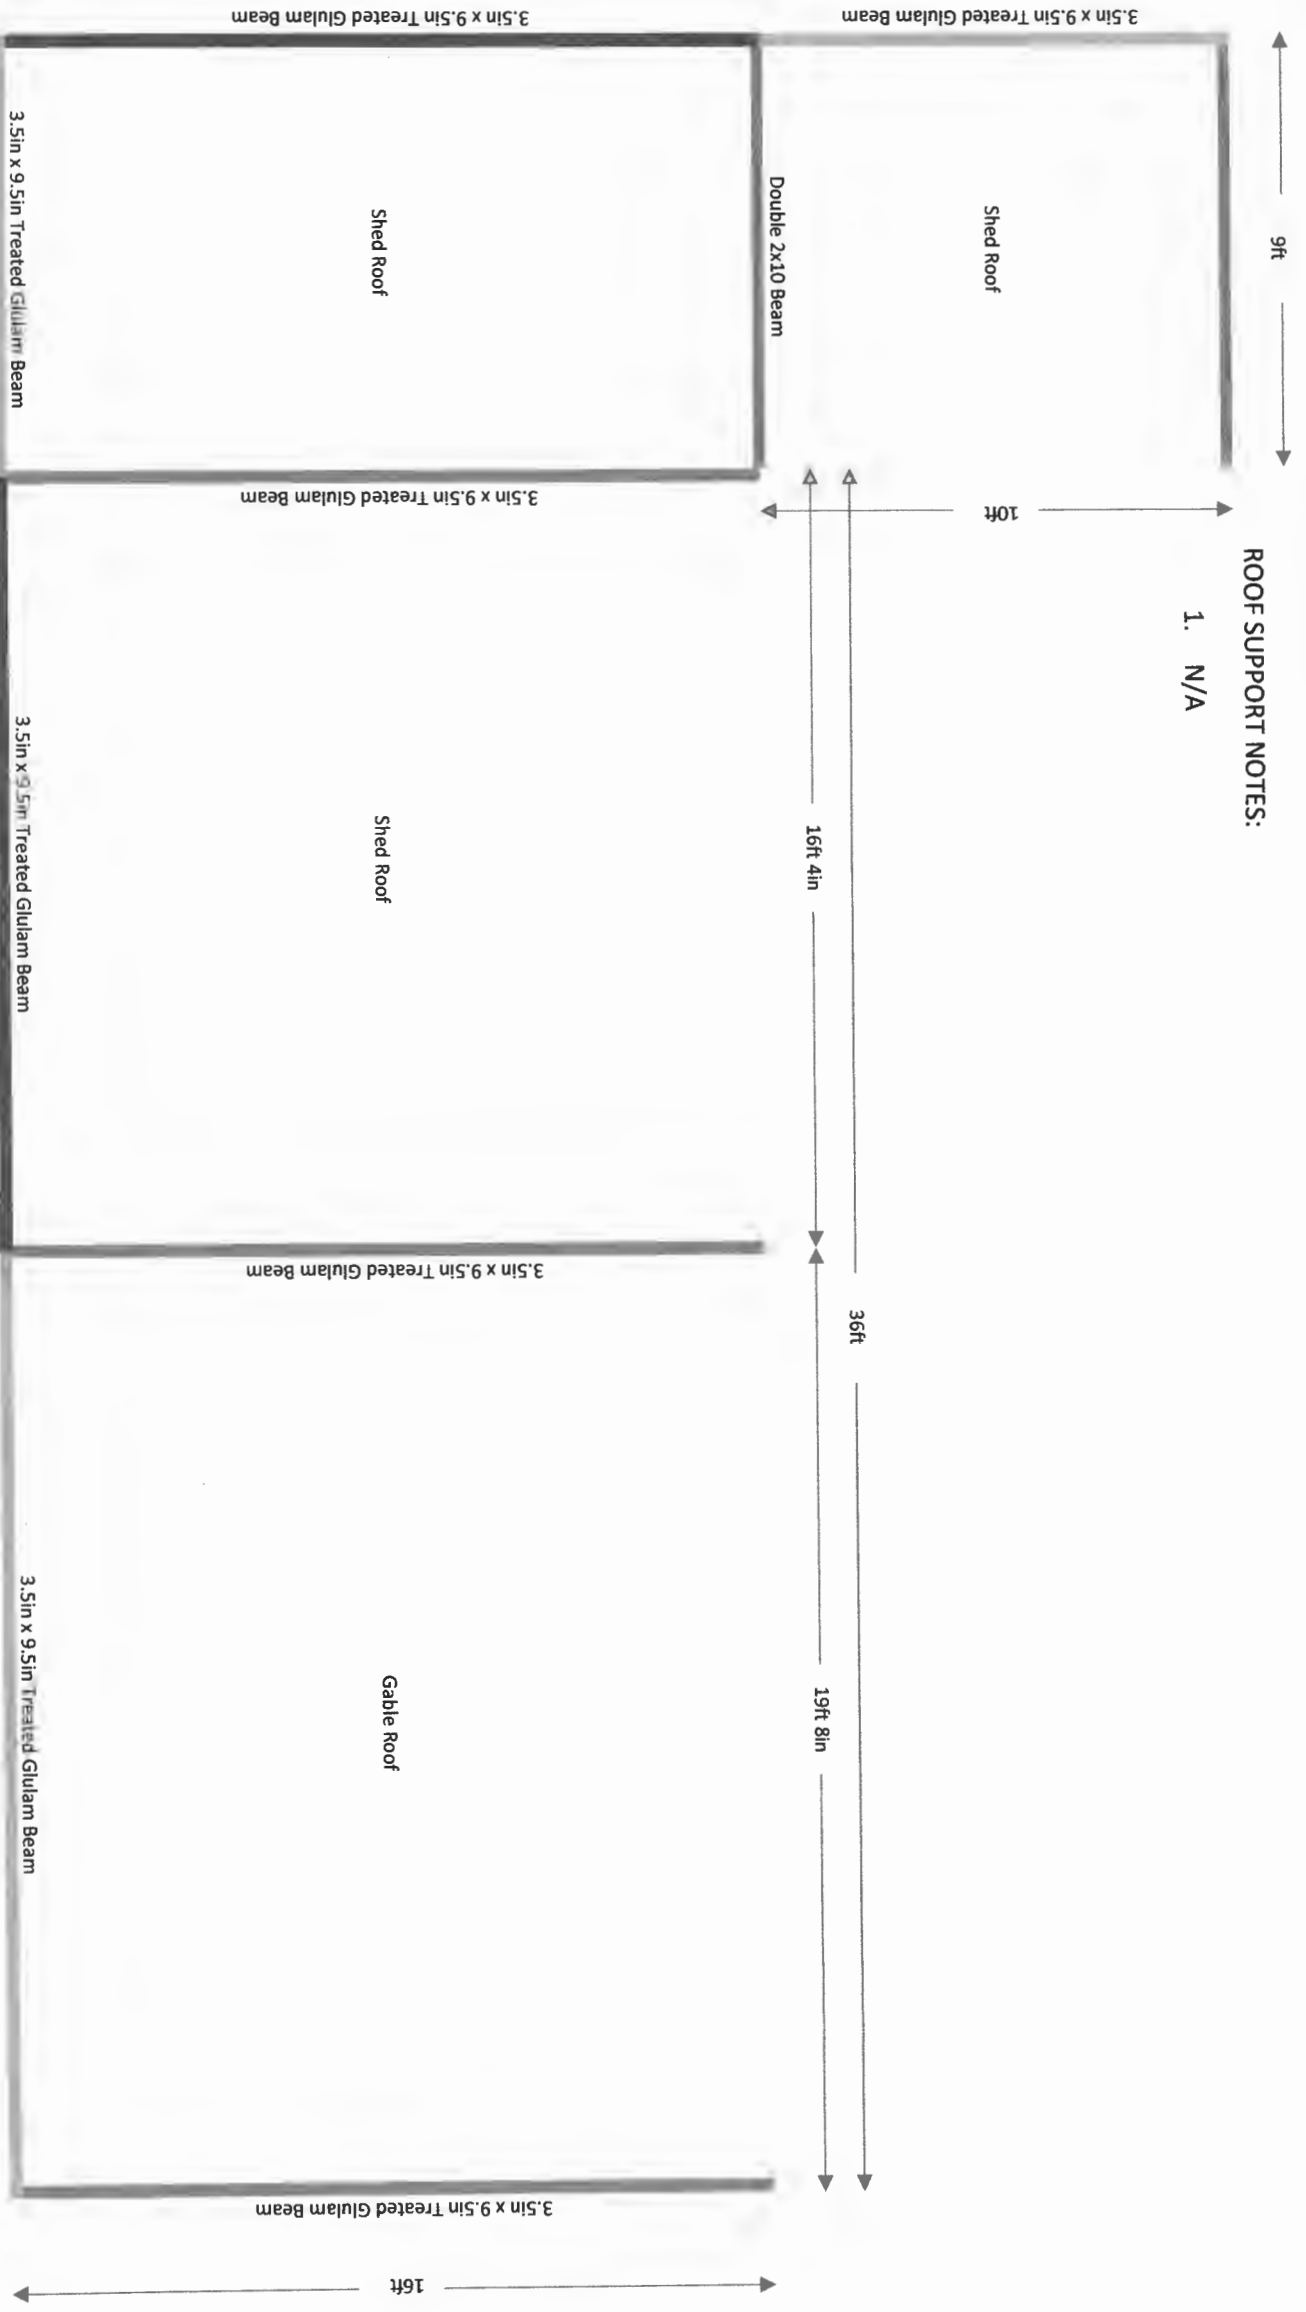 ROOF SUPPORT NOTES:
1. N/A
9ft
10ft
Shed Roof
3.5in x 9.5in Treated Glulam Beam
Double 2x10 Beam
36ft
16ft 4in
19ft 8in
3.5in x 9.5in Treated Glulam Beam
Shed Roof
3.5in x 9.5in Treated Glulam Beam
Shed Roof
3.5in x 9.5in Treated Glulam Beam
Gable Roof
3.5in x 9.5in Treated Glulam Beam
16ft
3.5in x 9.5in Treated Glulam Beam
3.5in x 9.5in Treated Glulam Beam
3.5in x 9.5in Treated Glulam Beam